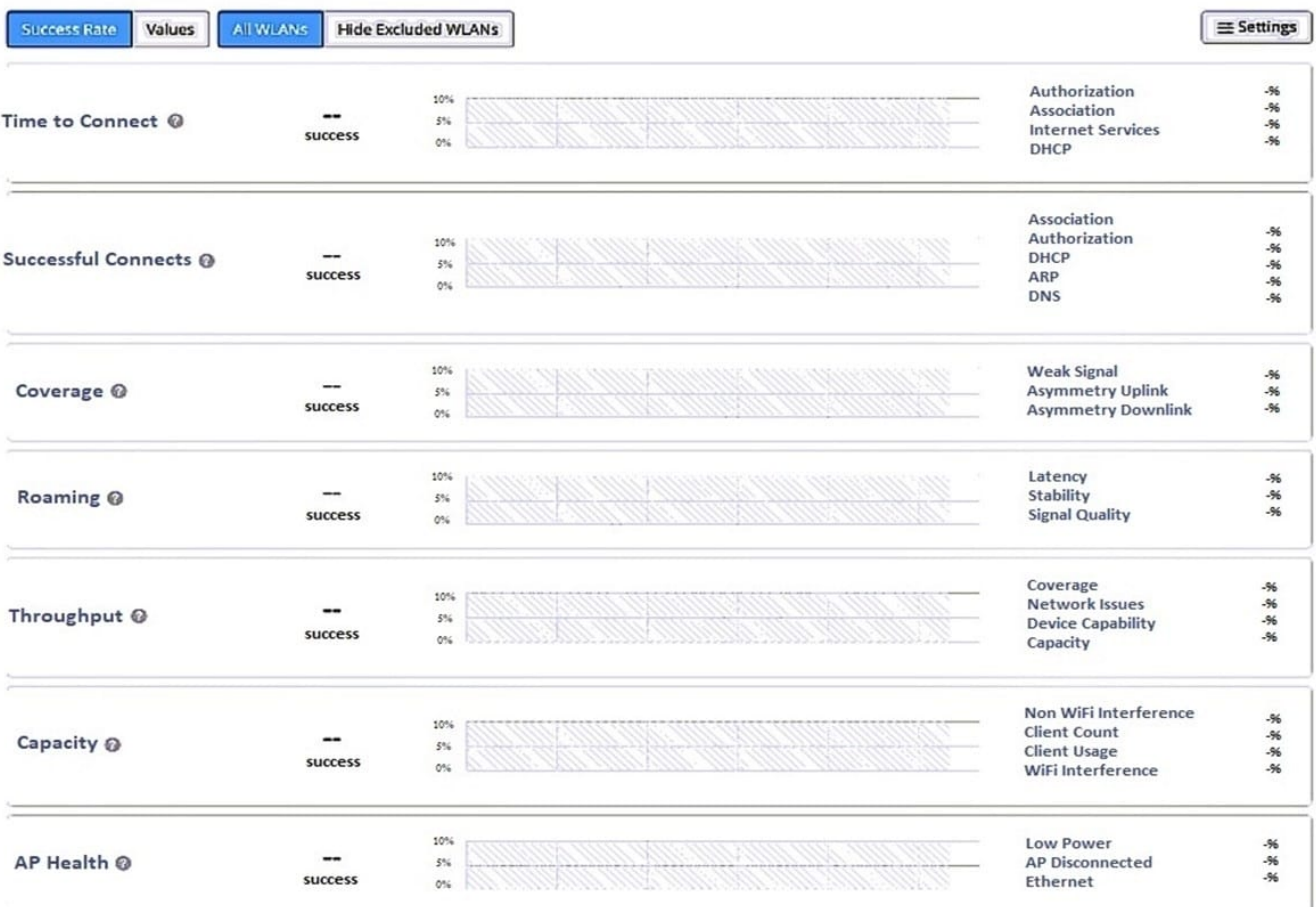 Success Rate Values All WLANs Hide Excluded WLANs Settings
Time to Connect
--
success
10%
5%
0%
Authorization -%
Association -%
Internet Services -%
DHCP -%
Successful Connects
--
success
10%
5%
0%
Association -%
Authorization -%
DHCP -%
ARP -%
DNS -%
Coverage
--
success
10%
5%
0%
Weak Signal -%
Asymmetry Uplink -%
Asymmetry Downlink -%
Roaming
--
success
10%
5%
0%
Latency -%
Stability -%
Signal Quality -%
Throughput
--
success
10%
5%
0%
Coverage -%
Network Issues -%
Device Capability -%
Capacity -%
Capacity
--
success
10%
5%
0%
Non WiFi Interference -%
Client Count -%
Client Usage -%
WiFi Interference -%
AP Health
--
success
10%
5%
0%
Low Power -%
AP Disconnected -%
Ethernet -%